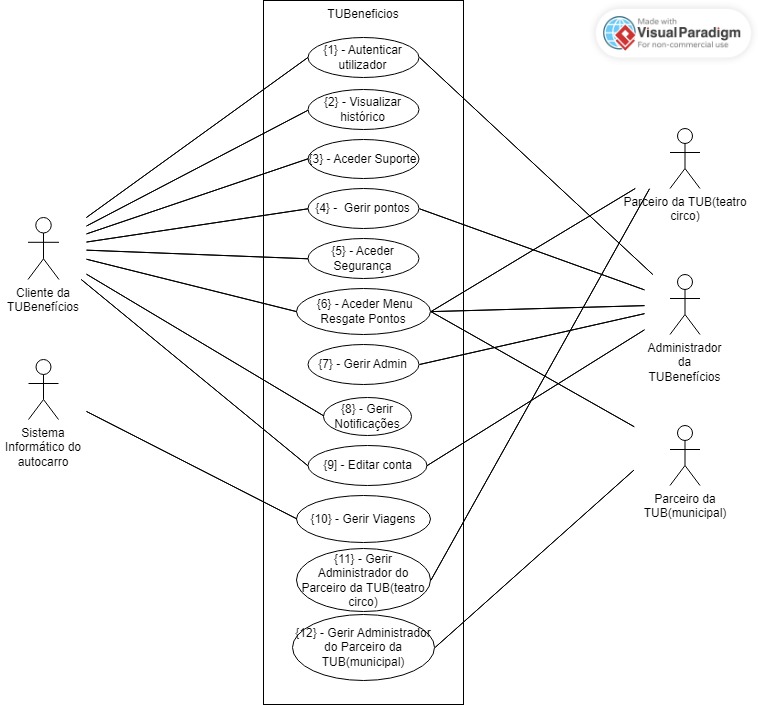 TUBenefícios
Made with
Visual Paradigm
For non-commercial use
{1} - Autenticar
utilizador
{2} - Visualizar
histórico
{3} - Aceder Suporte
{4} -  Gerir pontos
{5} - Aceder
Segurança
{6} - Aceder Menu
Resgate Pontos
{7} - Gerir Admin
{8} - Gerir
Notificações
{9] - Editar conta
{10} - Gerir Viagens
{11} - Gerir
Administrador do
Parceiro da TUB(teatro
circo)
{12} - Gerir Administrador
do Parceiro da
TUB(municipal)
Cliente da
TUBenefícios
Sistema
Informático do
autocarro
Parceiro da TUB(teatro
circo)
Administrador
da
TUBenefícios
Parceiro da
TUB(municipal)